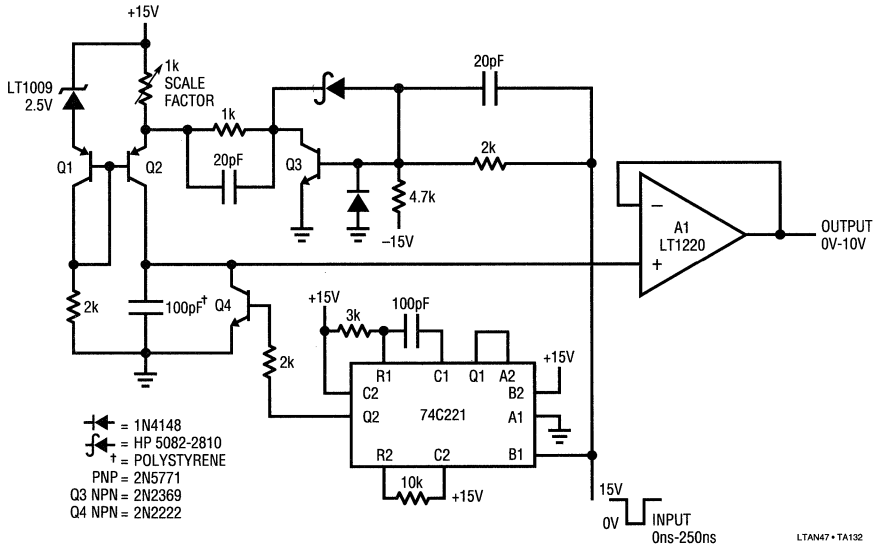 +15V
LT1009
2.5V
1k
SCALE
FACTOR
1k
20pF
20pF
Q1
Q2
Q3
2k
4.7k
–15V
A1
LT1220
–
+
OUTPUT
0V-10V
2k
100pF†
Q4
2k
+15V
3k
100pF
R1
C1
Q1
A2
+15V
C2
B2
Q2
74C221
A1
R2
C2
B1
10k
+15V
= 1N4148
= HP 5082-2810
† = POLYSTYRENE
PNP = 2N5771
Q3 NPN = 2N2369
Q4 NPN = 2N2222
15V
0V
INPUT
0ns-250ns
LTAN47 • TA132